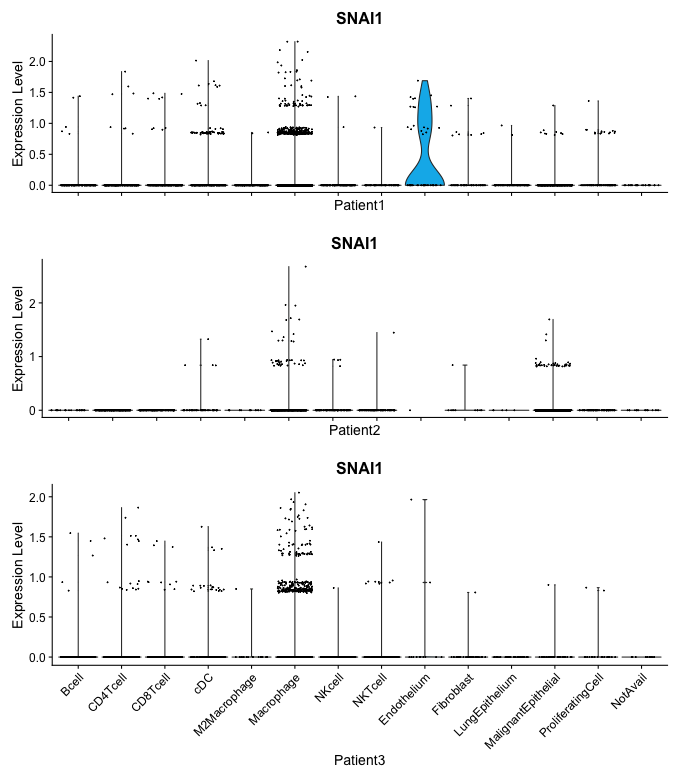 SNAI1
Expression Level
2.0
1.5
1.0
0.5
0.0
Patient1
SNAI1
Expression Level
2
1
0
Patient2
SNAI1
Expression Level
2.0
1.5
1.0
0.5
0.0
Bcell
CD4Tcell
CD8Tcell
cDC
M2Macrophage
Macrophage
NKcell
NKTcell
Endothelium
Fibroblast
LungEpithelium
MalignantEpithelial
ProliferatingCell
NotAvail
Patient3